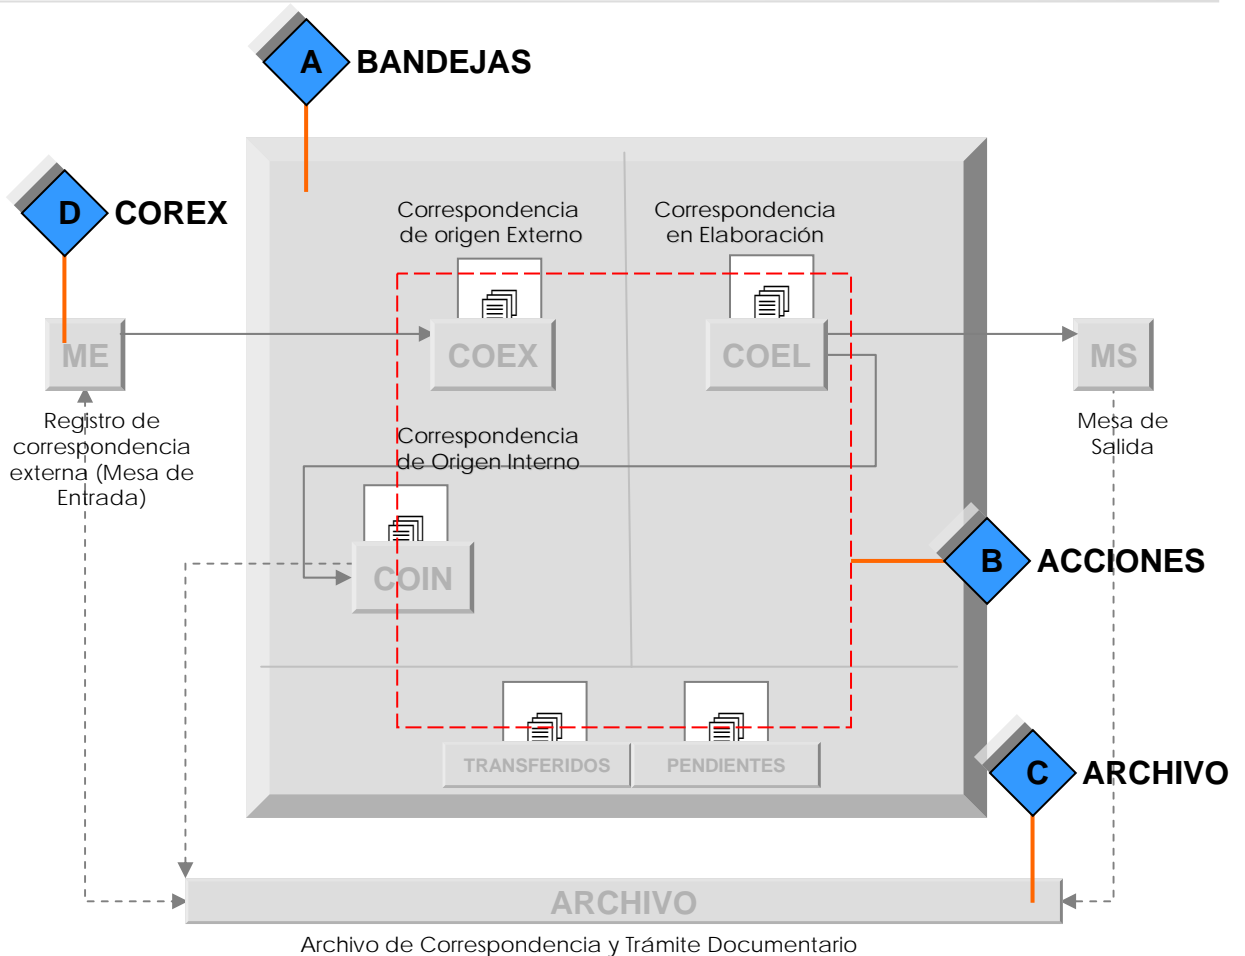 A BANDEJAS
D COREX
Correspondencia
de origen Externo
Correspondencia
en Elaboración
ME
COEX
COEL
MS
Registro de
correspondencia
externa (Mesa de
Entrada)
Mesa de
Salida
Correspondencia
de Origen Interno
COIN
B ACCIONES
TRANSFERIDOS
PENDIENTES
C ARCHIVO
ARCHIVO
Archivo de Correspondencia y Trámite Documentario